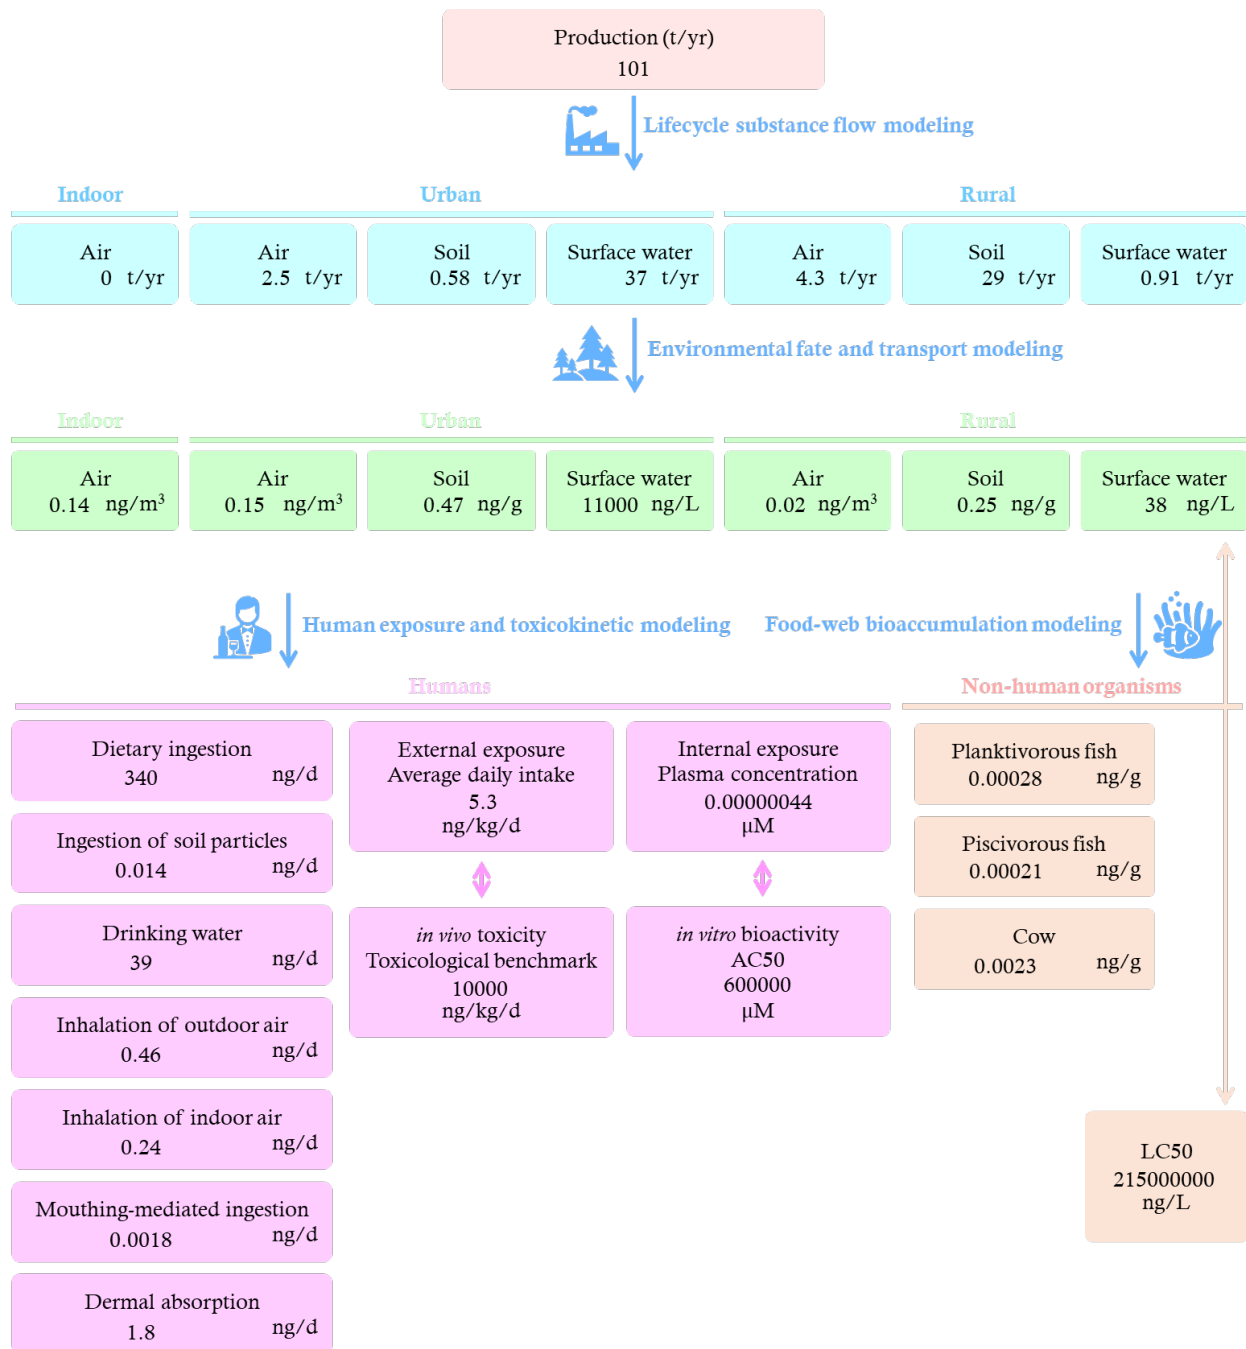 Production (t/yr)
101
Lifecycle substance flow modeling
Indoor
Urban
Rural
Air
0 t/yr
Air
2.5 t/yr
Soil
0.58 t/yr
Surface water
37 t/yr
Air
4.3 t/yr
Soil
29 t/yr
Surface water
0.91 t/yr
Environmental fate and transport modeling
Indoor
Urban
Rural
Air
0.14 ng/m³
Air
0.15 ng/m³
Soil
0.47 ng/g
Surface water
11000 ng/L
Air
0.02 ng/m³
Soil
0.25 ng/g
Surface water
38 ng/L
Human exposure and toxicokinetic modeling
Food-web bioaccumulation modeling
Humans
Dietary ingestion
340 ng/d
Ingestion of soil particles
0.014 ng/d
Drinking water
39 ng/d
Inhalation of outdoor air
0.46 ng/d
Inhalation of indoor air
0.24 ng/d
Mouthing-mediated ingestion
0.0018 ng/d
Dermal absorption
1.8 ng/d
External exposure
Average daily intake
5.3
ng/kg/d
in vivo toxicity
Toxicological benchmark
10000
ng/kg/d
Internal exposure
Plasma concentration
0.00000044
μM
in vitro bioactivity
AC50
600000
μM
Non-human organisms
Planktivorous fish
0.00028 ng/g
Piscivorous fish
0.00021 ng/g
Cow
0.0023 ng/g
LC50
215000000
ng/L